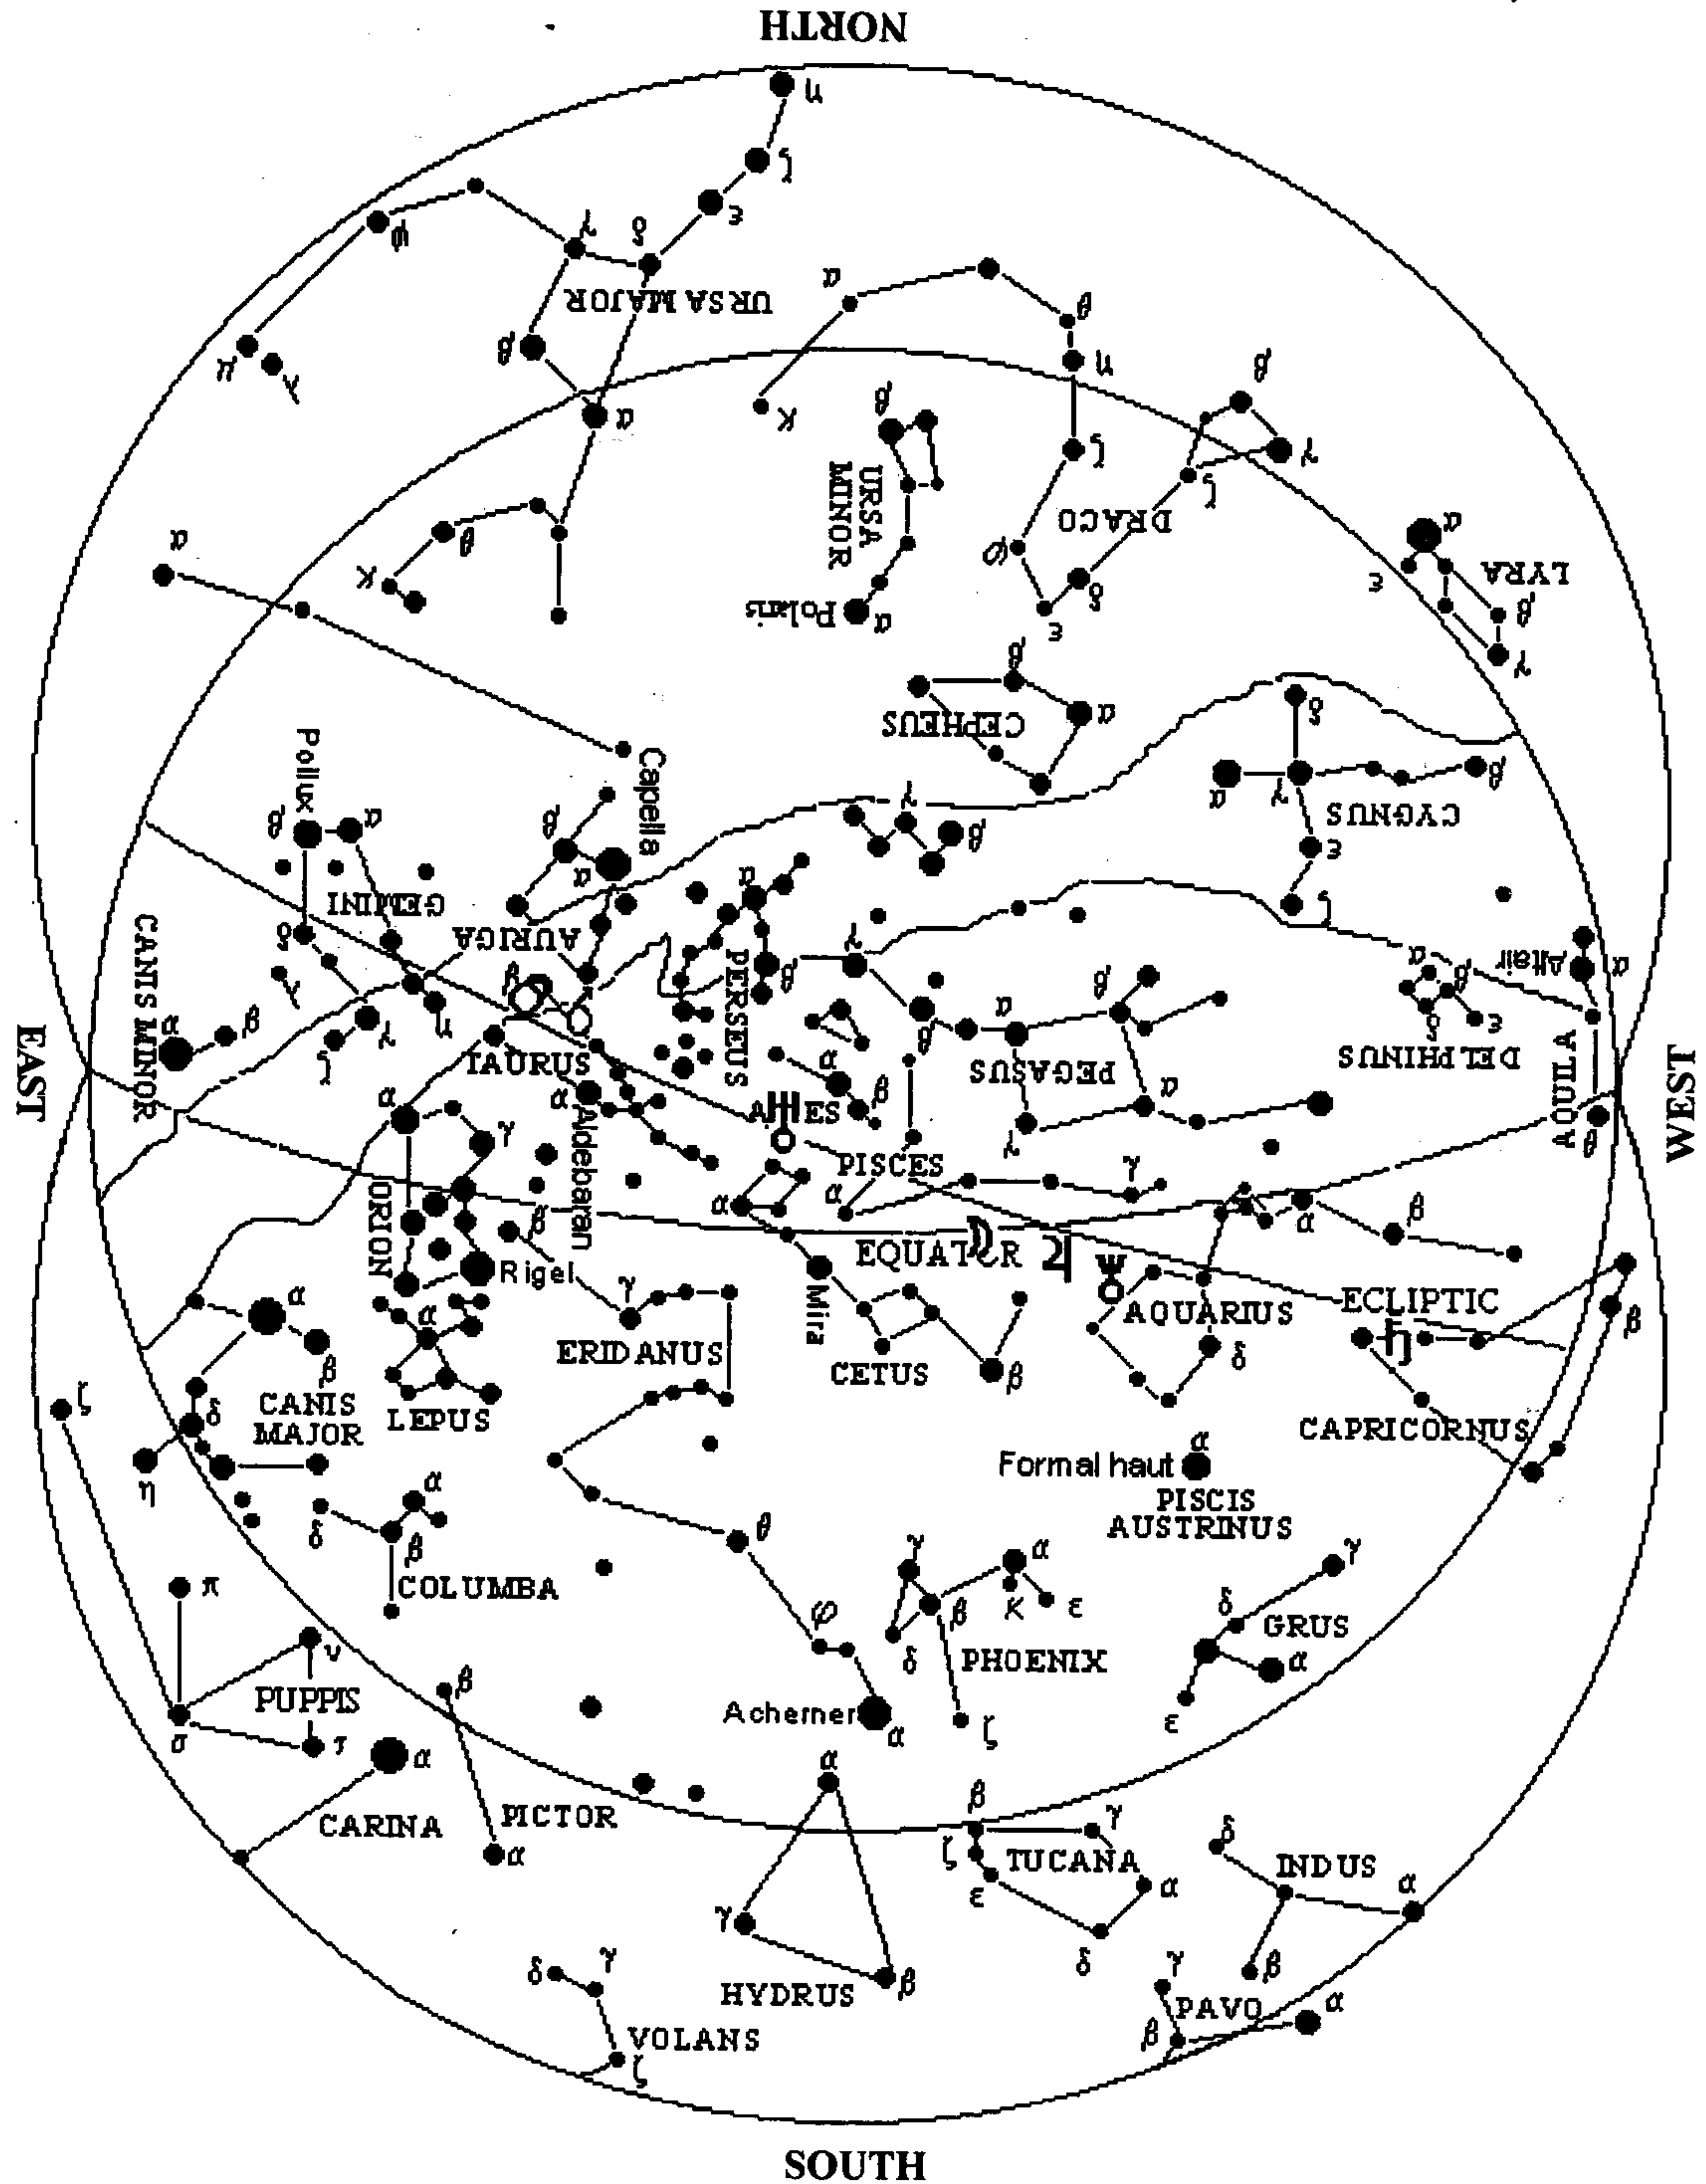 NORTH
η
ζ
ε
δ
γ
ψ
URSA MAJOR
α
θ
μ
β
η
β
α
κ
β
ζ
γ
ζ
URSA
MINOR
DRACO
θ
α
κ
φ
δ
α
LYRA
ε
ε
β
Polaris
α
γ
β
CEPHEUS
α
δ
Pollux
Capella
β
α
γ
CYGNUS
β
α
β
α
γ
β
ε
GEMINI
α
ζ
δ
CANIS MINOR
AURIGA
PERSEUS
γ
β
α
Altair
α
β
β
δ
ε
α
β
μ
γ
ζ
TAURUS
α
β
PEGASUS
DELPHINUS
AQUILA
EAST
WEST
α
α
Aldebaran
ARIES
β
α
γ
θ
γ
PISCES
γ
ORION
α
α
α
β
β
EQUATOR
Rigel
Mira
γ
AQUARIUS
ECLIPTIC
α
α
β
β
ERIDANUS
CETUS
β
δ
ζ
δ
CANIS
MAJOR
LEPUS
CAPRICORNUS
η
α
Formal haut
PISCIS
AUSTRINUS
α
δ
β
θ
γ
α
γ
π
COLUMBA
β
κ
ε
φ
δ
GRUS
ν
δ
PHOENIX
α
PUPPIS
β
Acherner
α
ζ
ε
σ
τ
α
α
CARINA
PICTOR
β
γ
α
ζ
TUCANA
δ
INDUS
ε
α
α
γ
δ
β
δ
γ
HYDRUS
β
γ
PAVO
α
VOLANS
β
ζ
SOUTH